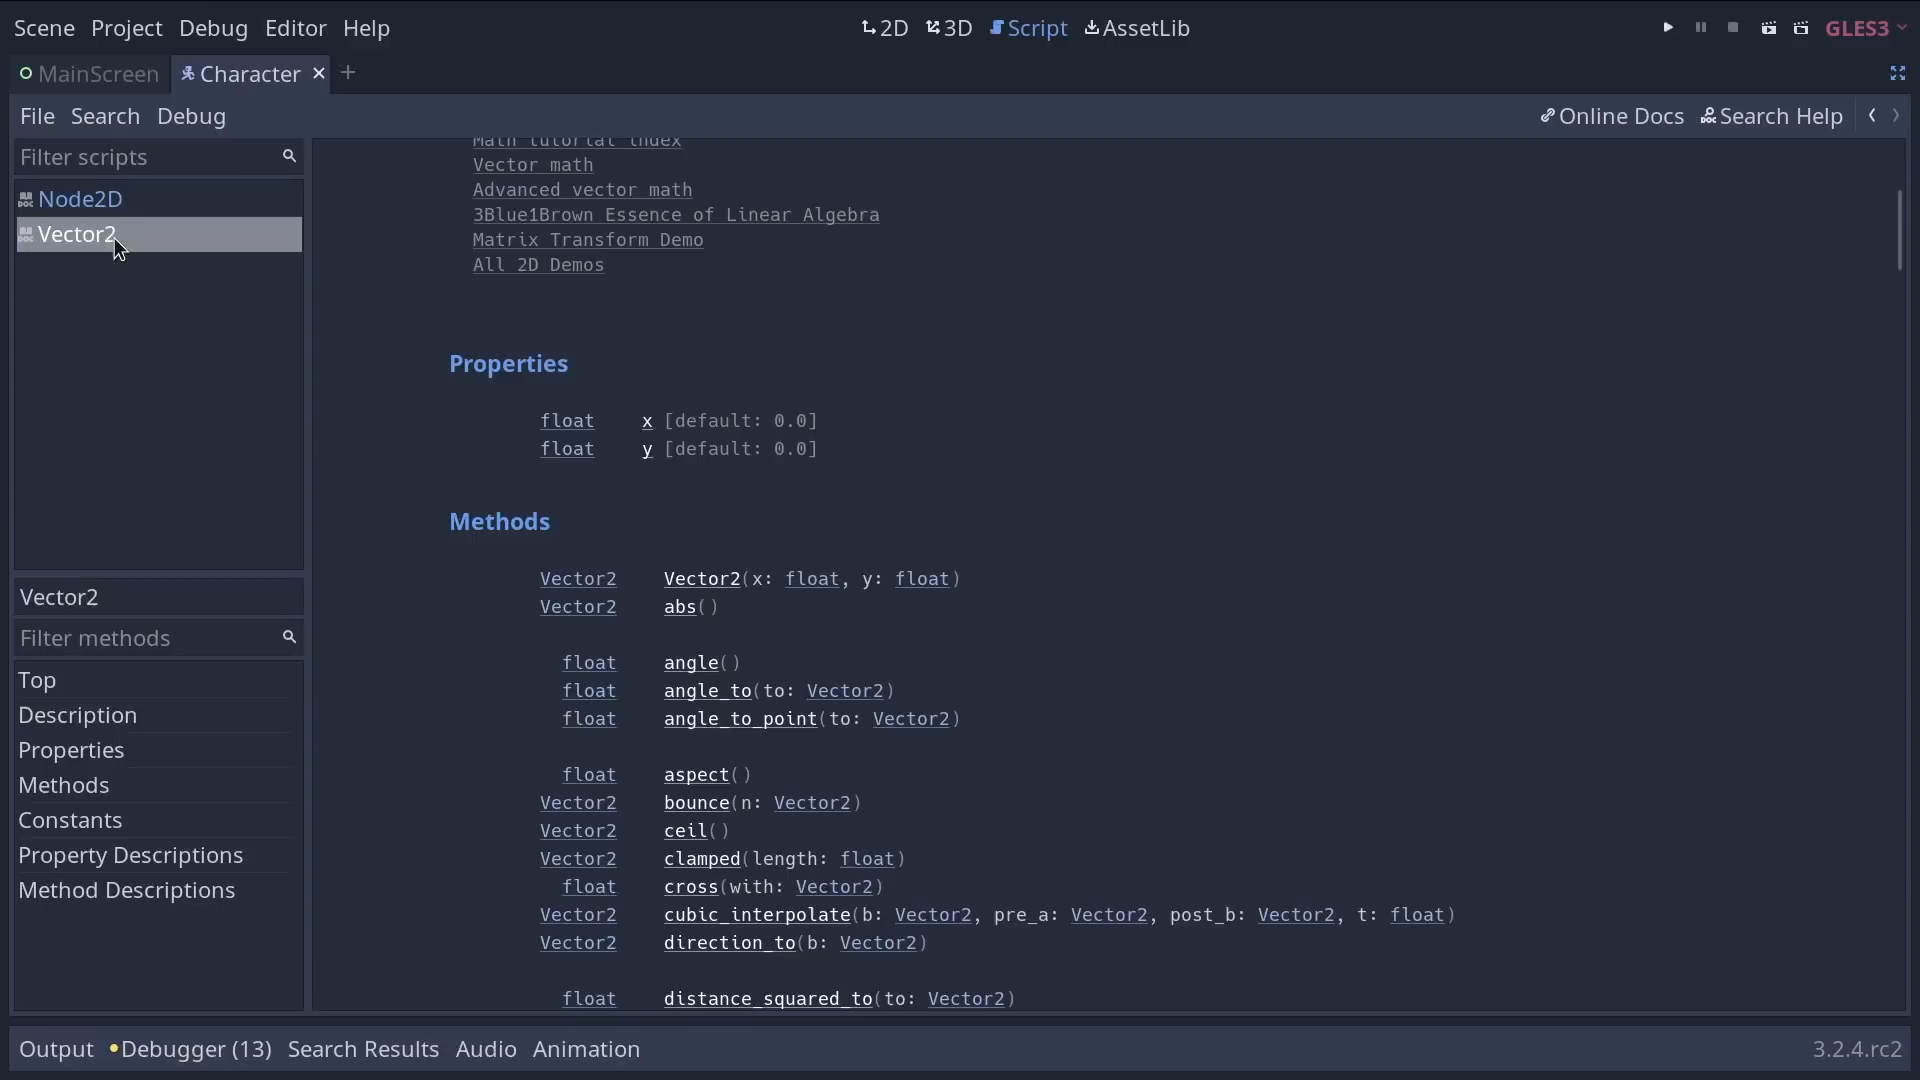 Scene Project Debug Editor Help 2D 3D Script AssetLib GLES3
MainScreen Character
File Search Debug Online Docs Search Help
Filter scripts
Node2D
Vector2
Math tutorial index
Vector math
Advanced vector math
3Blue1Brown Essence of Linear Algebra
Matrix Transform Demo
All 2D Demos
Properties
float x [default: 0.0]
float y [default: 0.0]
Methods
Vector2 Vector2(x: float, y: float)
Vector2 abs()
float angle()
float angle_to(to: Vector2)
float angle_to_point(to: Vector2)
float aspect()
Vector2 bounce(n: Vector2)
Vector2 ceil()
Vector2 clamped(length: float)
float cross(with: Vector2)
Vector2 cubic_interpolate(b: Vector2, pre_a: Vector2, post_b: Vector2, t: float)
Vector2 direction_to(b: Vector2)
float distance_squared_to(to: Vector2)
Vector2
Filter methods
Top
Description
Properties
Methods
Constants
Property Descriptions
Method Descriptions
Output Debugger (13) Search Results Audio Animation 3.2.4.rc2